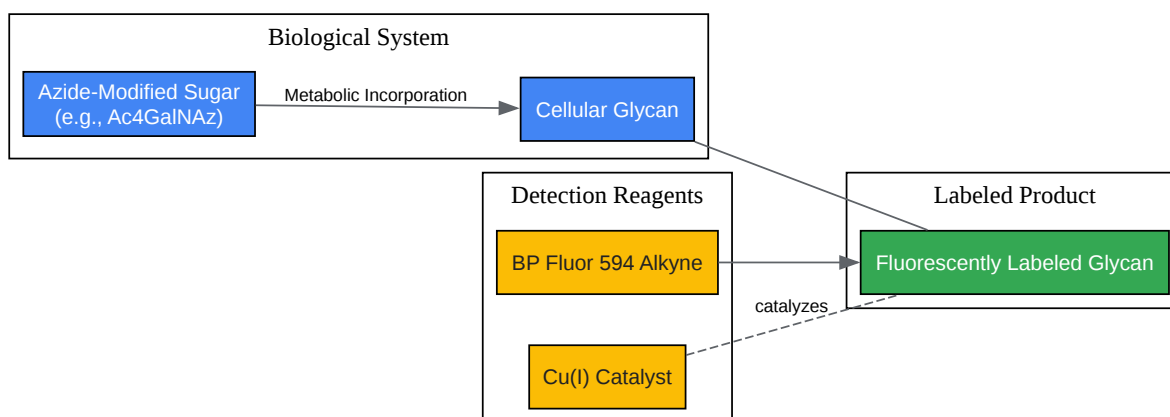 Biological System
Azide-Modified Sugar
(e.g., Ac4GalNAz)
Metabolic Incorporation
Cellular Glycan
Detection Reagents
BP Fluor 594 Alkyne
Cu(I) Catalyst
catalyzes
Labeled Product
Fluorescently Labeled Glycan